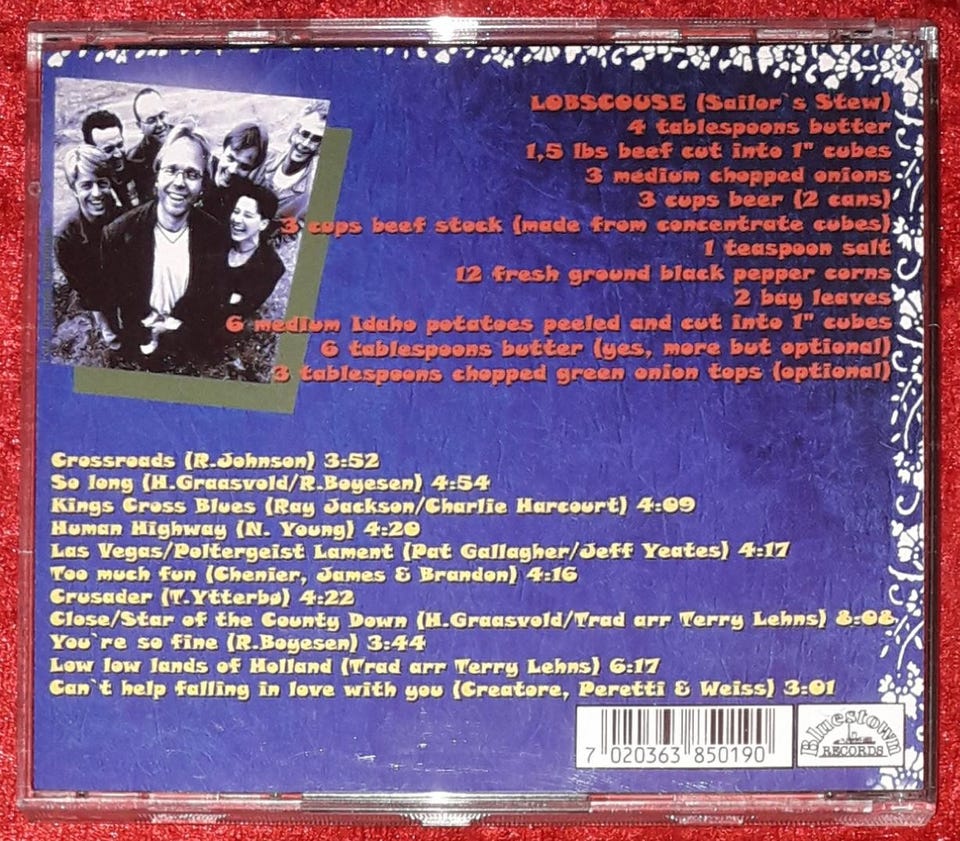 LOBSCOUSE (Sailor`s Stew)
4 tablespoons butter
1,5 lbs beef cut into 1" cubes
3 medium chopped onions
3 cups beer (2 cans)
3 cups beef stock (made from concentrate cubes)
1 teaspoon salt
12 fresh ground black pepper corns
2 bay leaves
6 medium Idaho potatoes peeled and cut into 1" cubes
6 tablespoons butter (yes, more but optional)
3 tablespoons chopped green onion tops (optional)
Crossroads (R.Johnson) 3:52
So long (H.Graasvold/R.Boyesen) 4:54
Kings Cross Blues (Ray Jackson/Charlie Harcourt) 4:09
Human Highway (N. Young) 4:20
Las Vegas/Poltergeist Lament (Pat Gallagher/Jeff Yeates) 4:17
Too much fun (Chenier, James & Brandon) 4:16
Crusader (T.Ytterbø) 4:22
Close/Star of the County Down (H.Graasvold/Trad arr Terry Lehns) 8:08
You`re so fine (R.Boyesen) 3:44
Low low lands of Holland (Trad arr Terry Lehns) 6:17
Can`t help falling in love with you (Creatore, Peretti & Weiss) 3:01
7 020363 850190
Bluestown
RECORDS